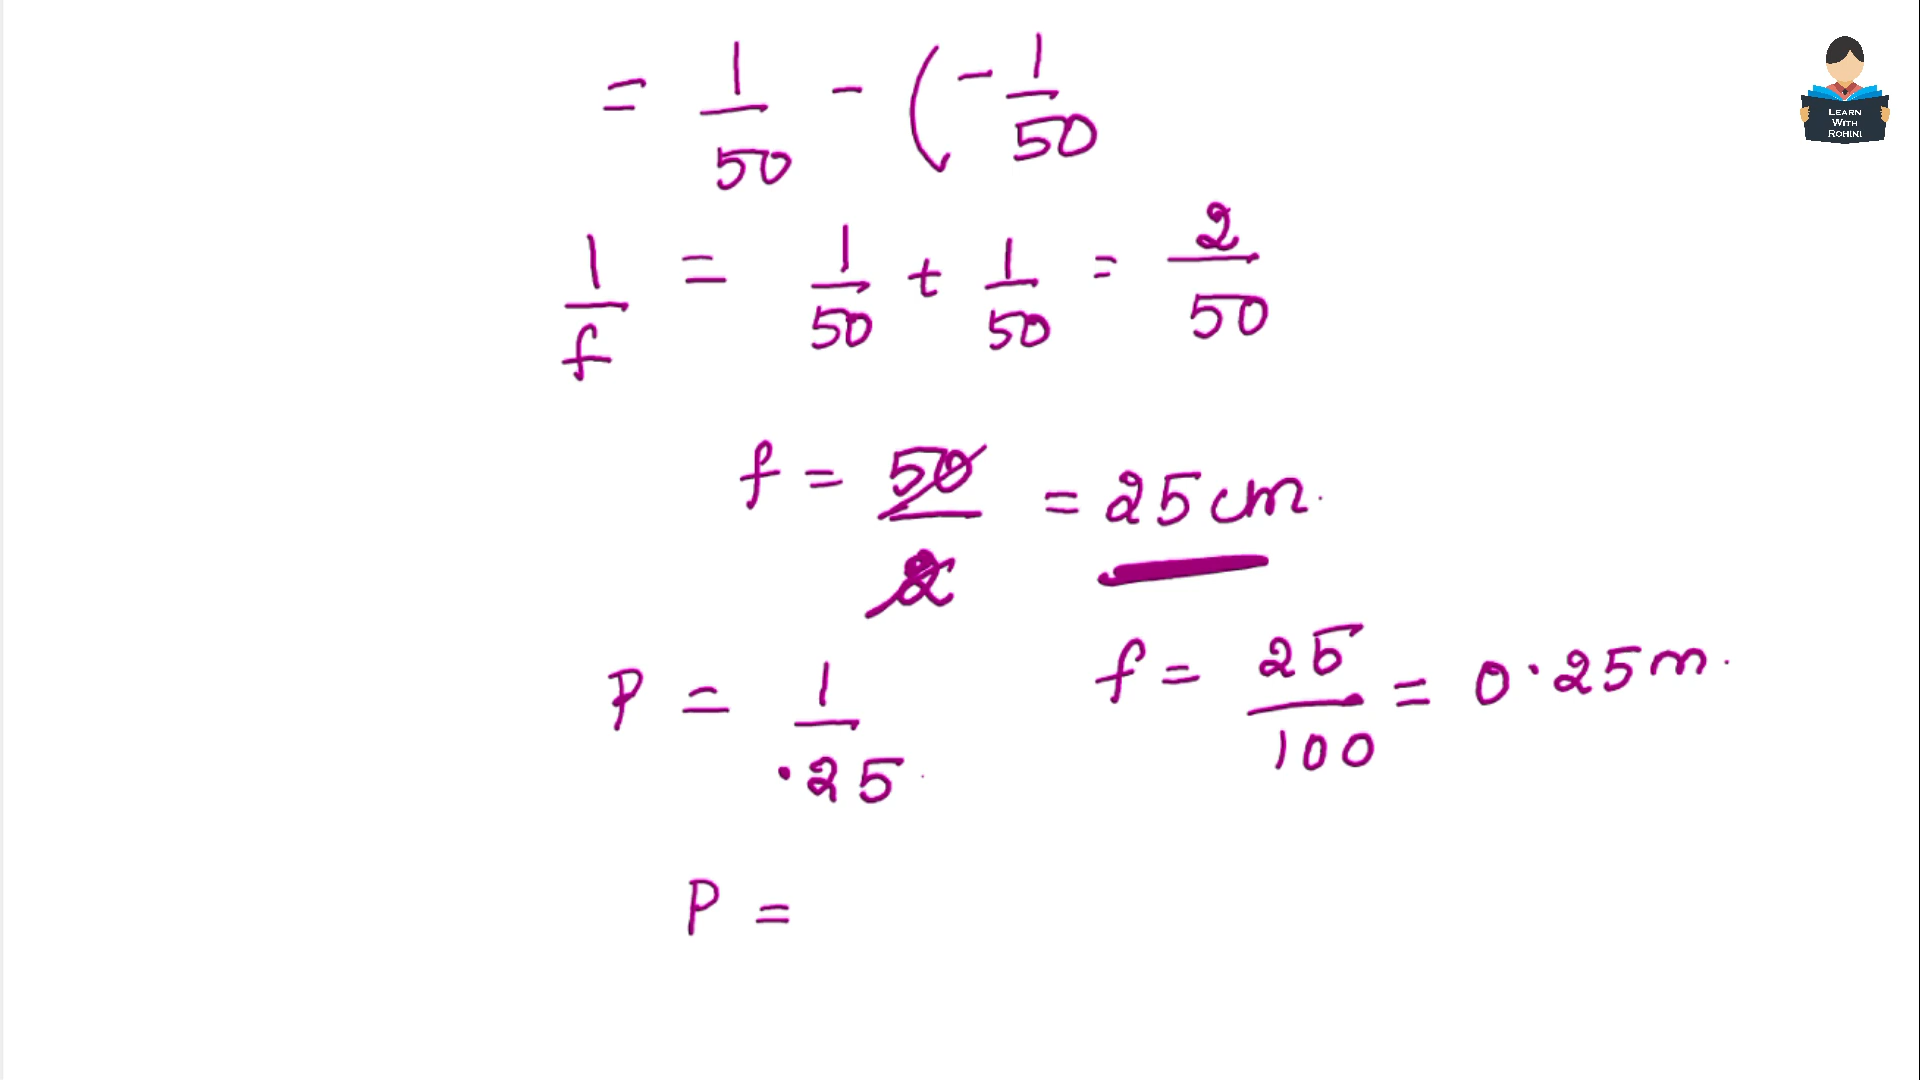 = 1/50 - (- 1/50
1/f = 1/50 + 1/50 = 2/50
f = 50/2 = 25 cm.
P = 1/.25 f = 25/100 = 0.25 m.
P =
LEARN
WITH
ROHINI